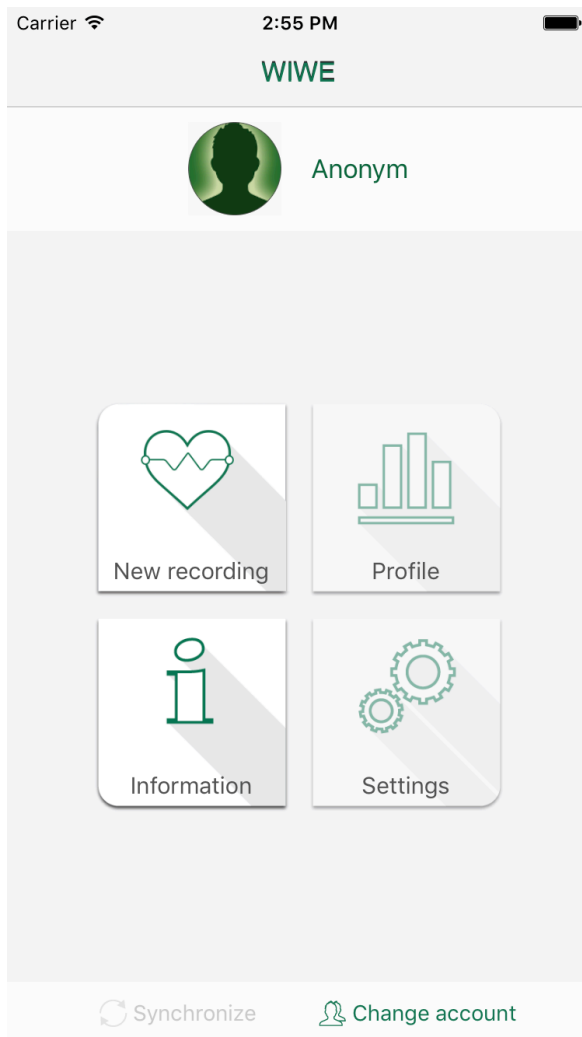 Carrier 2:55 PM
WIWE
Anonym
New recording Profile
Information Settings
Synchronize Change account